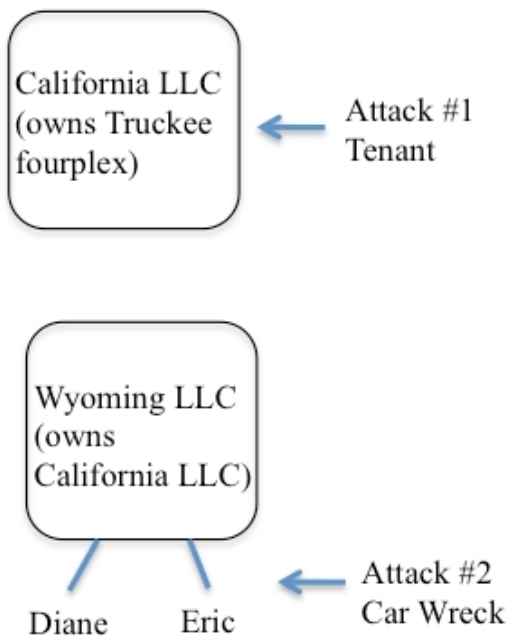 California LLC
(owns Truckee
fourplex)
Attack #1
Tenant
Wyoming LLC
(owns
California LLC)
Attack #2
Car Wreck
Diane
Eric